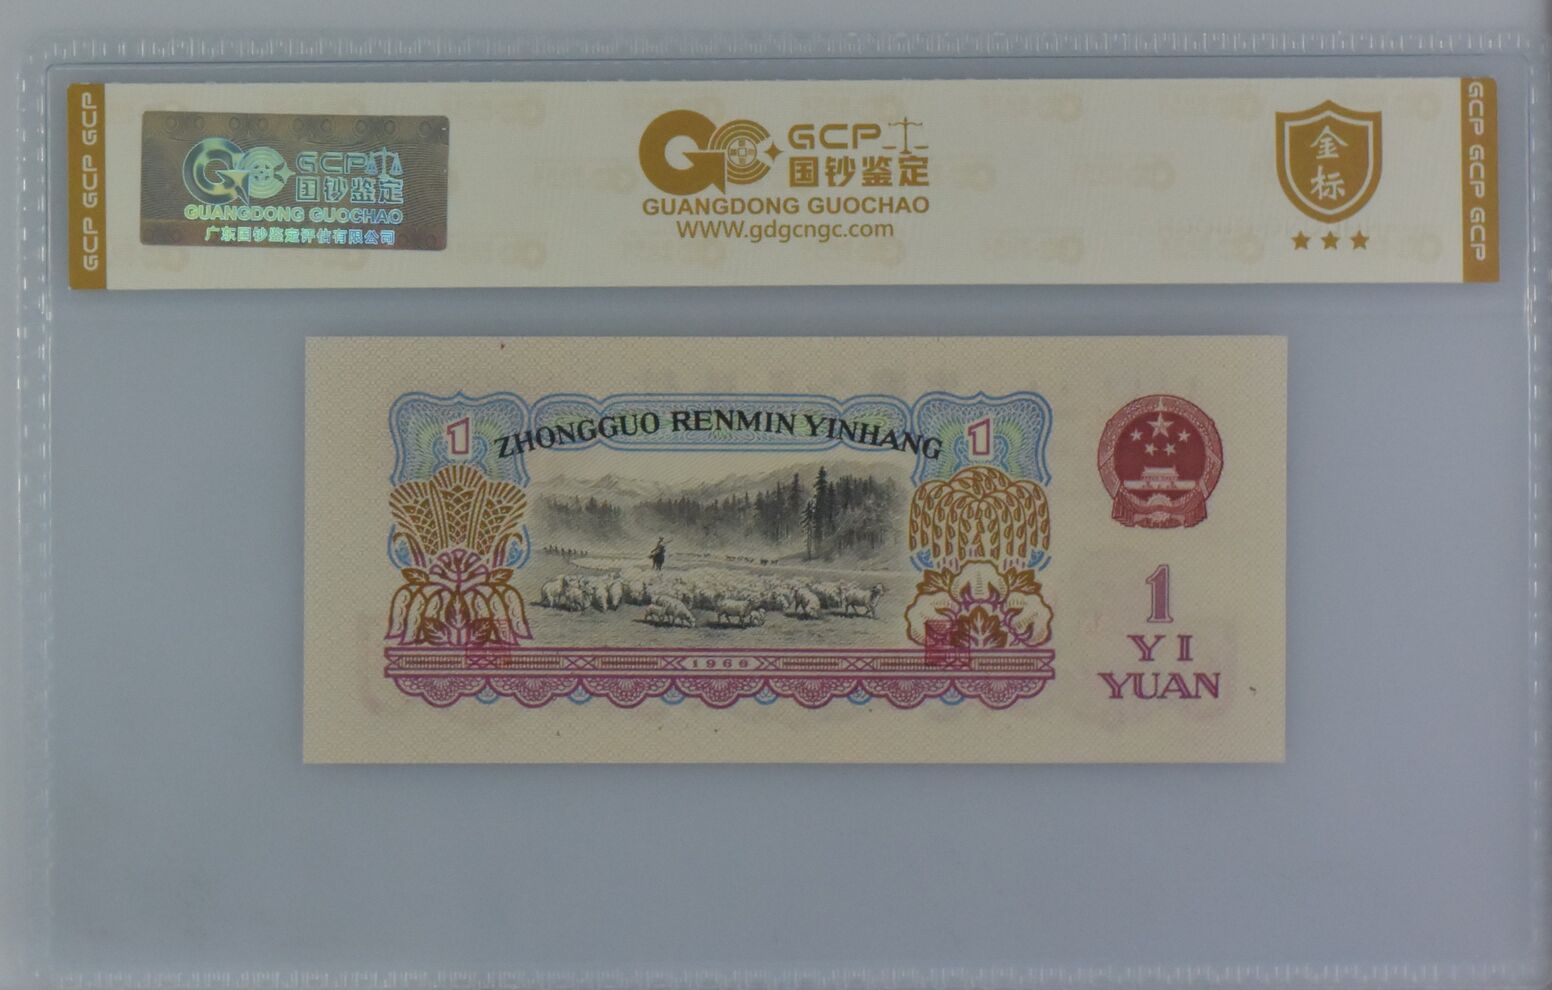 GCP GCP GCP
GCP
国钞鉴定
GUANGDONG GUOCHAO
广东国钞鉴定评估有限公司
GCP
国钞鉴定
GUANGDONG GUOCHAO
WWW.gdgcngc.com
金标
GCP GCP GCP
1
ZHONGGUO RENMIN YINHANG
1
1960
1
YI
YUAN